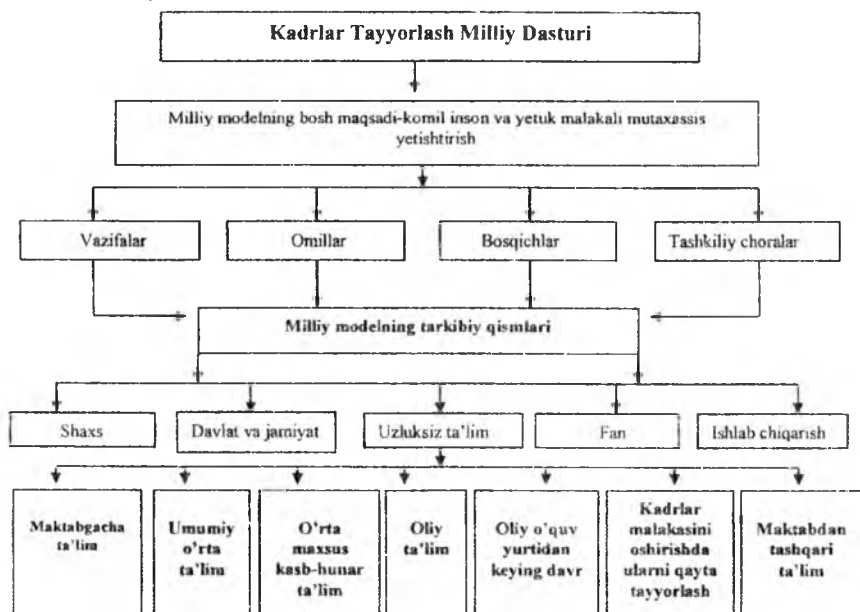 Kadrlar Tayyorlash Milliy Dasturi
Milliy modelning bosh maqsadi-komil inson va yetuk malakali mutaxassis
yetishtirish
Vazifalar
Omillar
Bosqichlar
Tashkiliy choralar
Milliy modelning tarkibiy qismlari
Shaxs
Davlat va jamiyat
Uzluksiz ta'lim
Fan
Ishlab chiqarish
Maktabgacha
ta'lim
Umumiy
o'rta
ta'lim
O'rta
maxsus
kasb-hunar
ta'lim
Oliy
ta'lim
Oliy o'quv
yurtidan
keying davr
Kadrlar
malakasini
oshirishda
ularni qayta
tayyorlash
Maktabdan
tashqari
ta'lim